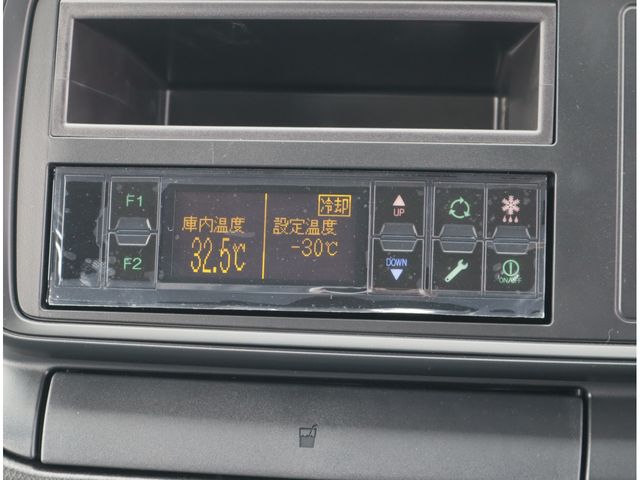 F1
F2
冷却
庫内温度
32.5℃
設定温度
-30℃
UP
DOWN
ON/OFF